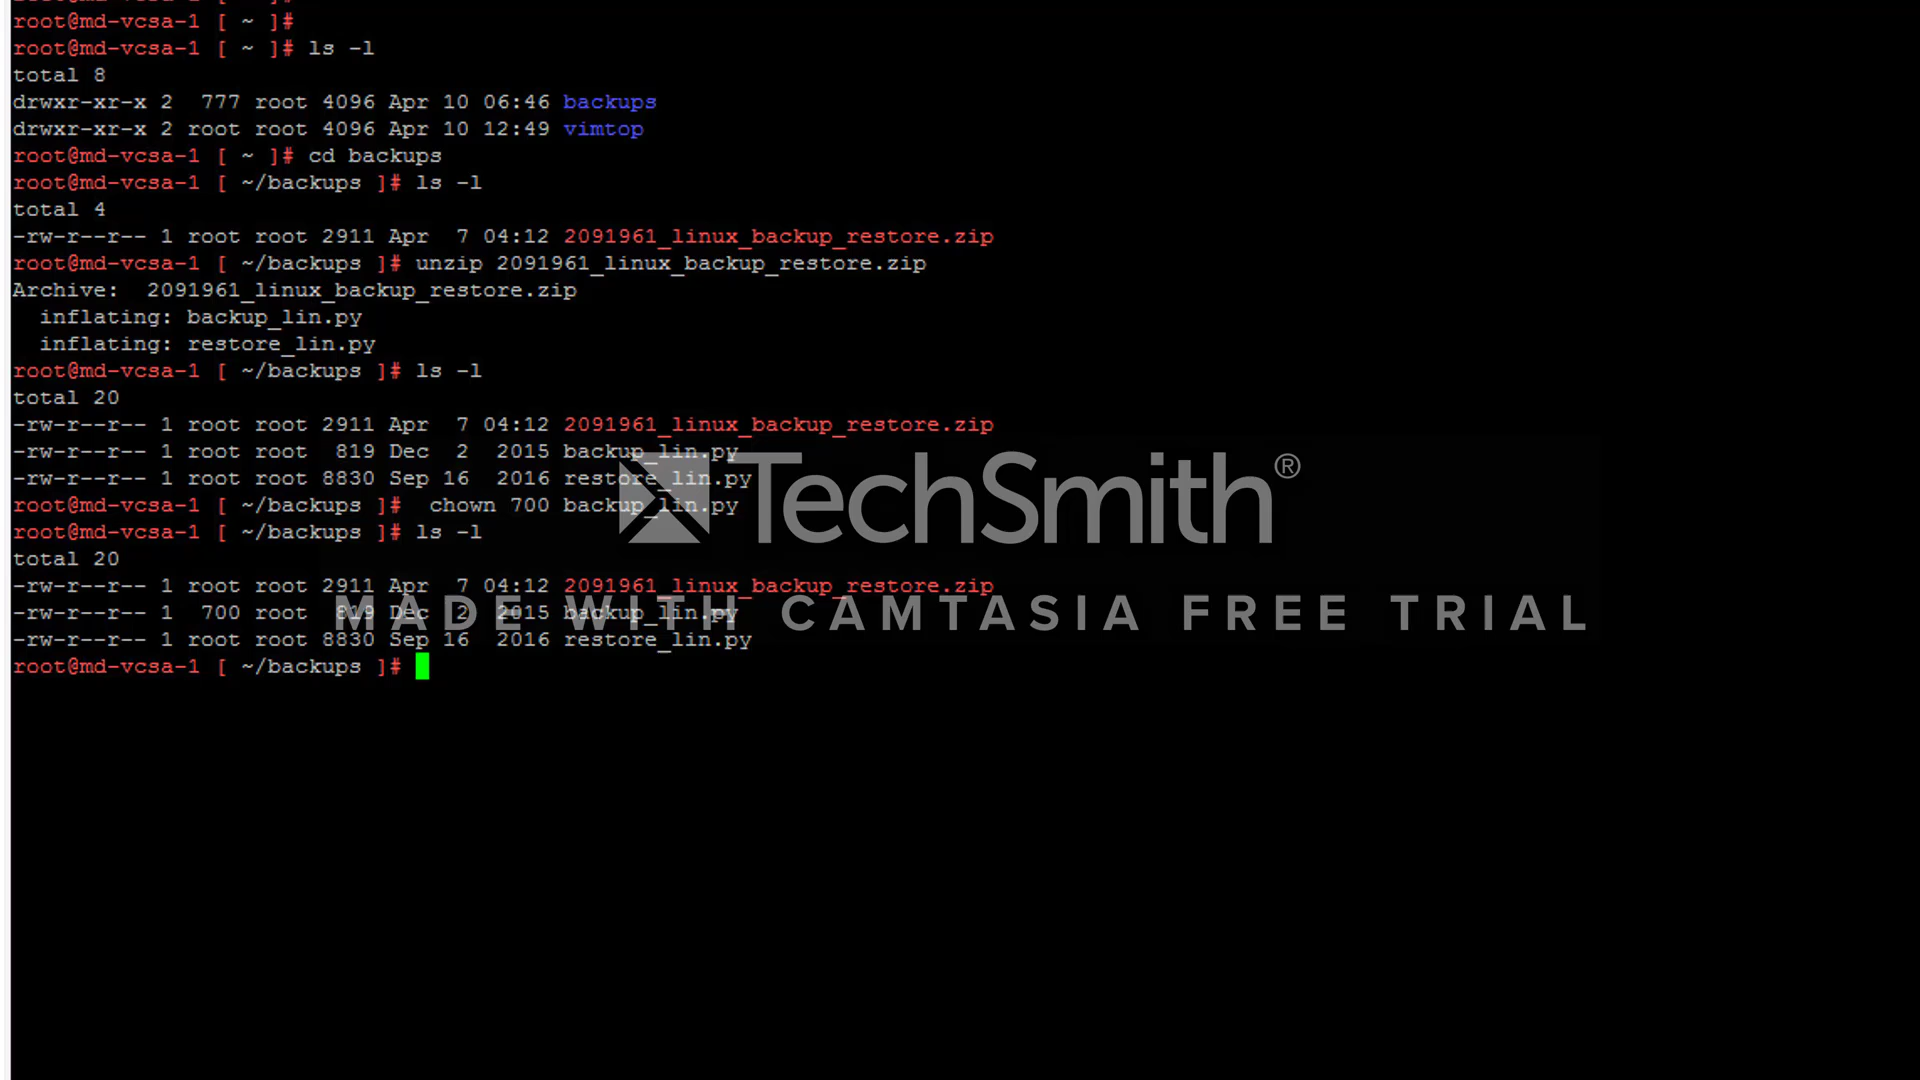 root@md-vcsa-1 [ ~ ]#
root@md-vcsa-1 [ ~ ]# ls -l
total 8
drwxr-xr-x 2  777 root 4096 Apr 10 06:46 backups
drwxr-xr-x 2 root root 4096 Apr 10 12:49 vimtop
root@md-vcsa-1 [ ~ ]# cd backups
root@md-vcsa-1 [ ~/backups ]# ls -l
total 4
-rw-r--r-- 1 root root 2911 Apr  7 04:12 2091961_linux_backup_restore.zip
root@md-vcsa-1 [ ~/backups ]# unzip 2091961_linux_backup_restore.zip
Archive:  2091961_linux_backup_restore.zip
  inflating: backup_lin.py
  inflating: restore_lin.py
root@md-vcsa-1 [ ~/backups ]# ls -l
total 20
-rw-r--r-- 1 root root 2911 Apr  7 04:12 2091961_linux_backup_restore.zip
-rw-r--r-- 1 root root  819 Dec  2  2015 backup_lin.py
-rw-r--r-- 1 root root 8830 Sep 16  2016 restore_lin.py
root@md-vcsa-1 [ ~/backups ]#  chown 700 backup_lin.py
root@md-vcsa-1 [ ~/backups ]# ls -l
total 20
-rw-r--r-- 1 root root 2911 Apr  7 04:12 2091961_linux_backup_restore.zip
-rw-r--r-- 1  700 root  819 Dec  2  2015 backup_lin.py
-rw-r--r-- 1 root root 8830 Sep 16  2016 restore_lin.py
root@md-vcsa-1 [ ~/backups ]#
TechSmith®
MADE WITH CAMTASIA FREE TRIAL